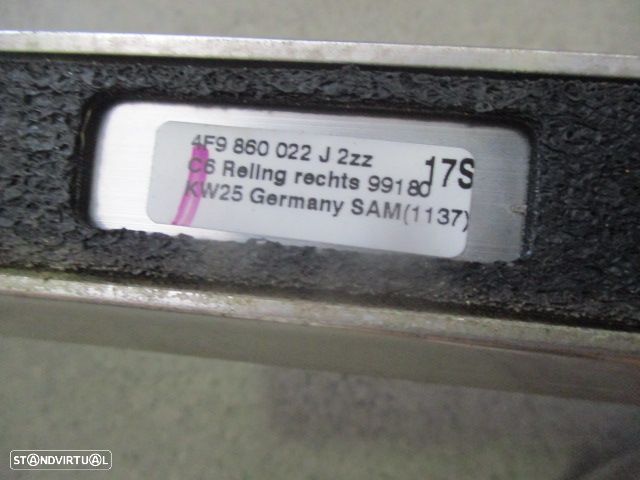 4F9 860 022 J 2zz
C6 Reling rechts 99180
17S
KW25 Germany SAM(1137)
STANDVIRTUAL